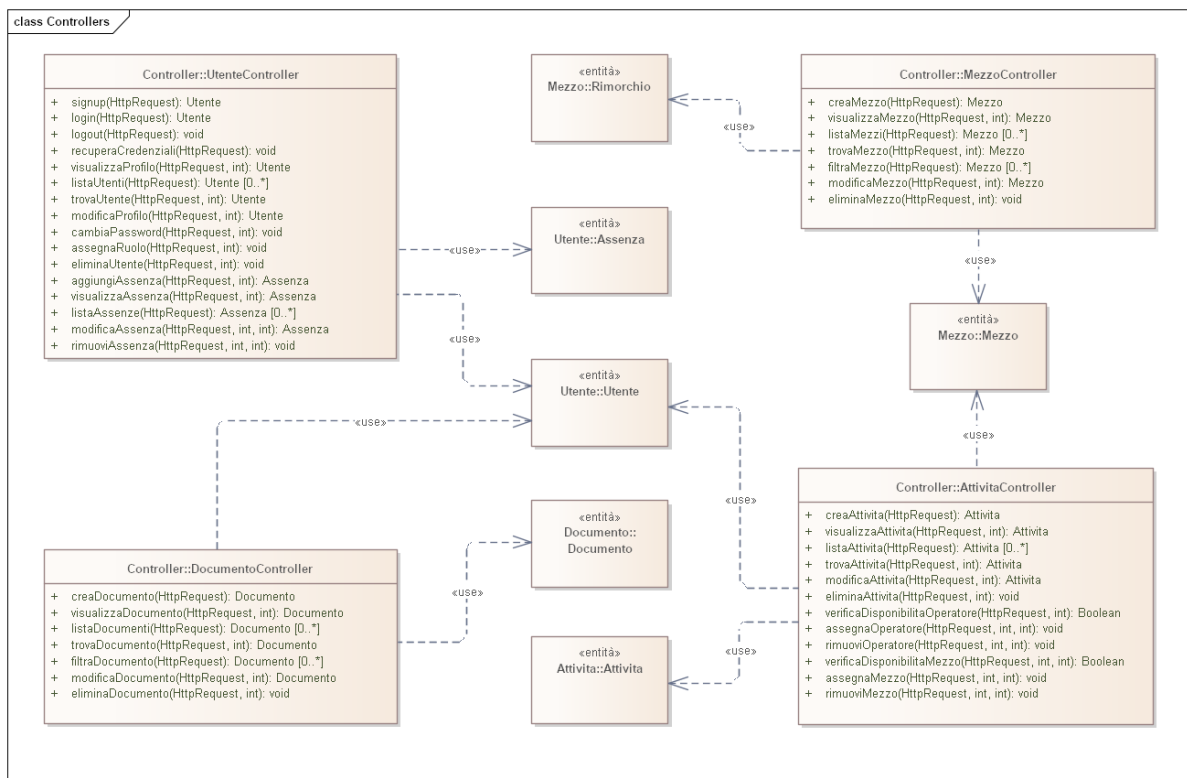 class Controllers
Controller::UtenteController
+ signup(HttpRequest): Utente
+ login(HttpRequest): Utente
+ logout(HttpRequest): void
+ recuperaCredenziali(HttpRequest): void
+ visualizzaProfilo(HttpRequest, int): Utente
+ listaUtenti(HttpRequest): Utente [0..*]
+ trovaUtente(HttpRequest, int): Utente
+ modificaProfilo(HttpRequest, int): Utente
+ cambiaPassword(HttpRequest, int): void
+ assegnaRuolo(HttpRequest, int): void
+ eliminaUtente(HttpRequest, int): void
+ aggiungiAssenza(HttpRequest, int): Assenza
+ visualizzaAssenza(HttpRequest, int): Assenza
+ listaAssenze(HttpRequest): Assenza [0..*]
+ modificaAssenza(HttpRequest, int, int): Assenza
+ rimuoviAssenza(HttpRequest, int, int): void
«entità»
Mezzo::Rimorchio
Controller::MezzoController
+ creaMezzo(HttpRequest): Mezzo
+ visualizzaMezzo(HttpRequest, int): Mezzo
+ listaMezzi(HttpRequest): Mezzo [0..*]
+ trovaMezzo(HttpRequest, int): Mezzo
+ filtraMezzo(HttpRequest): Mezzo [0..*]
+ modificaMezzo(HttpRequest, int): Mezzo
+ eliminaMezzo(HttpRequest, int): void
«use»
«entità»
Utente::Assenza
«use»
«use»
«entità»
Mezzo::Mezzo
«use»
«entità»
Utente::Utente
«use»
«use»
«use»
«entità»
Documento::
Documento
«use»
Controller::DocumentoController
+ creaDocumento(HttpRequest): Documento
+ visualizzaDocumento(HttpRequest, int): Documento
+ listaDocumenti(HttpRequest): Documento [0..*]
+ trovaDocumento(HttpRequest, int): Documento
+ filtraDocumento(HttpRequest): Documento [0..*]
+ modificaDocumento(HttpRequest, int): Documento
+ eliminaDocumento(HttpRequest, int): void
«entità»
Attivita::Attivita
«use»
Controller::AttivitaController
+ creaAttivita(HttpRequest): Attivita
+ visualizzaAttivita(HttpRequest, int): Attivita
+ listaAttivita(HttpRequest): Attivita [0..*]
+ trovaAttivita(HttpRequest, int): Attivita
+ modificaAttivita(HttpRequest, int): Attivita
+ eliminaAttivita(HttpRequest, int): void
+ verificaDisponibilitaOperatore(HttpRequest, int): Boolean
+ assegnaOperatore(HttpRequest, int, int): void
+ rimuoviOperatore(HttpRequest, int, int): void
+ verificaDisponibilitaMezzo(HttpRequest, int, int): Boolean
+ assegnaMezzo(HttpRequest, int, int): void
+ rimuoviMezzo(HttpRequest, int, int): void